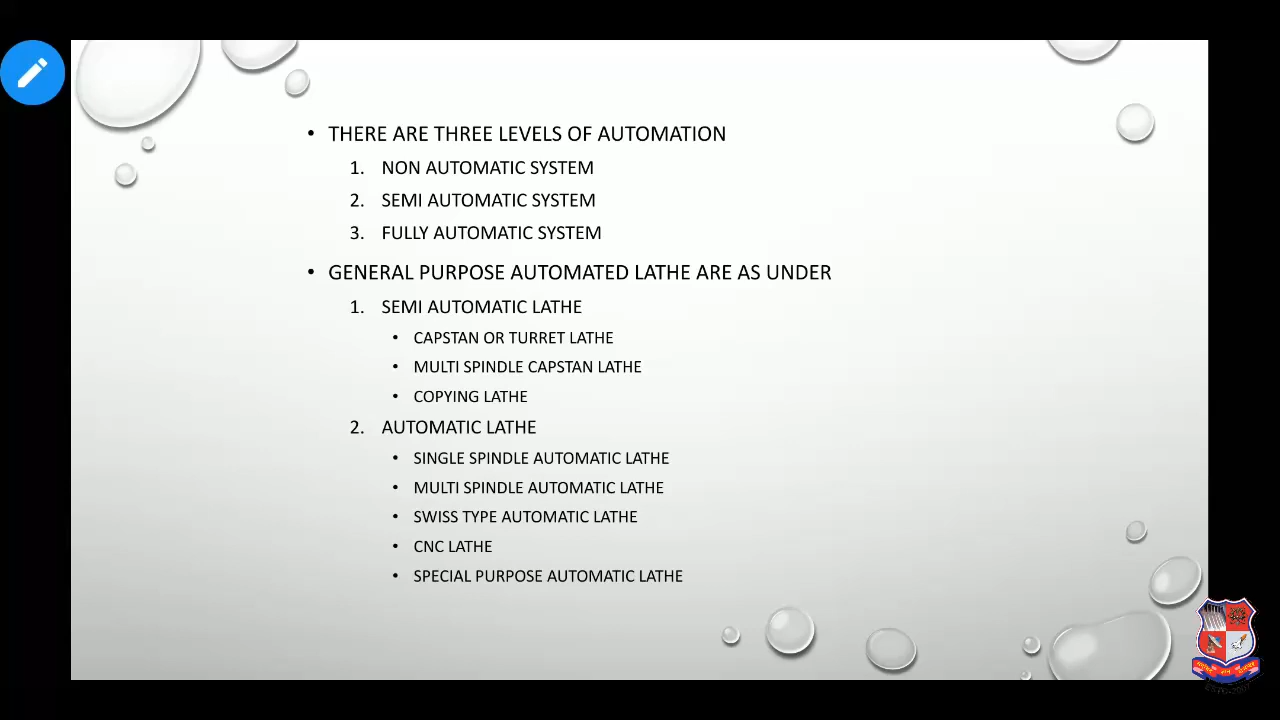 • THERE ARE THREE LEVELS OF AUTOMATION
1. NON AUTOMATIC SYSTEM
2. SEMI AUTOMATIC SYSTEM
3. FULLY AUTOMATIC SYSTEM
• GENERAL PURPOSE AUTOMATED LATHE ARE AS UNDER
1. SEMI AUTOMATIC LATHE
• CAPSTAN OR TURRET LATHE
• MULTI SPINDLE CAPSTAN LATHE
• COPYING LATHE
2. AUTOMATIC LATHE
• SINGLE SPINDLE AUTOMATIC LATHE
• MULTI SPINDLE AUTOMATIC LATHE
• SWISS TYPE AUTOMATIC LATHE
• CNC LATHE
• SPECIAL PURPOSE AUTOMATIC LATHE